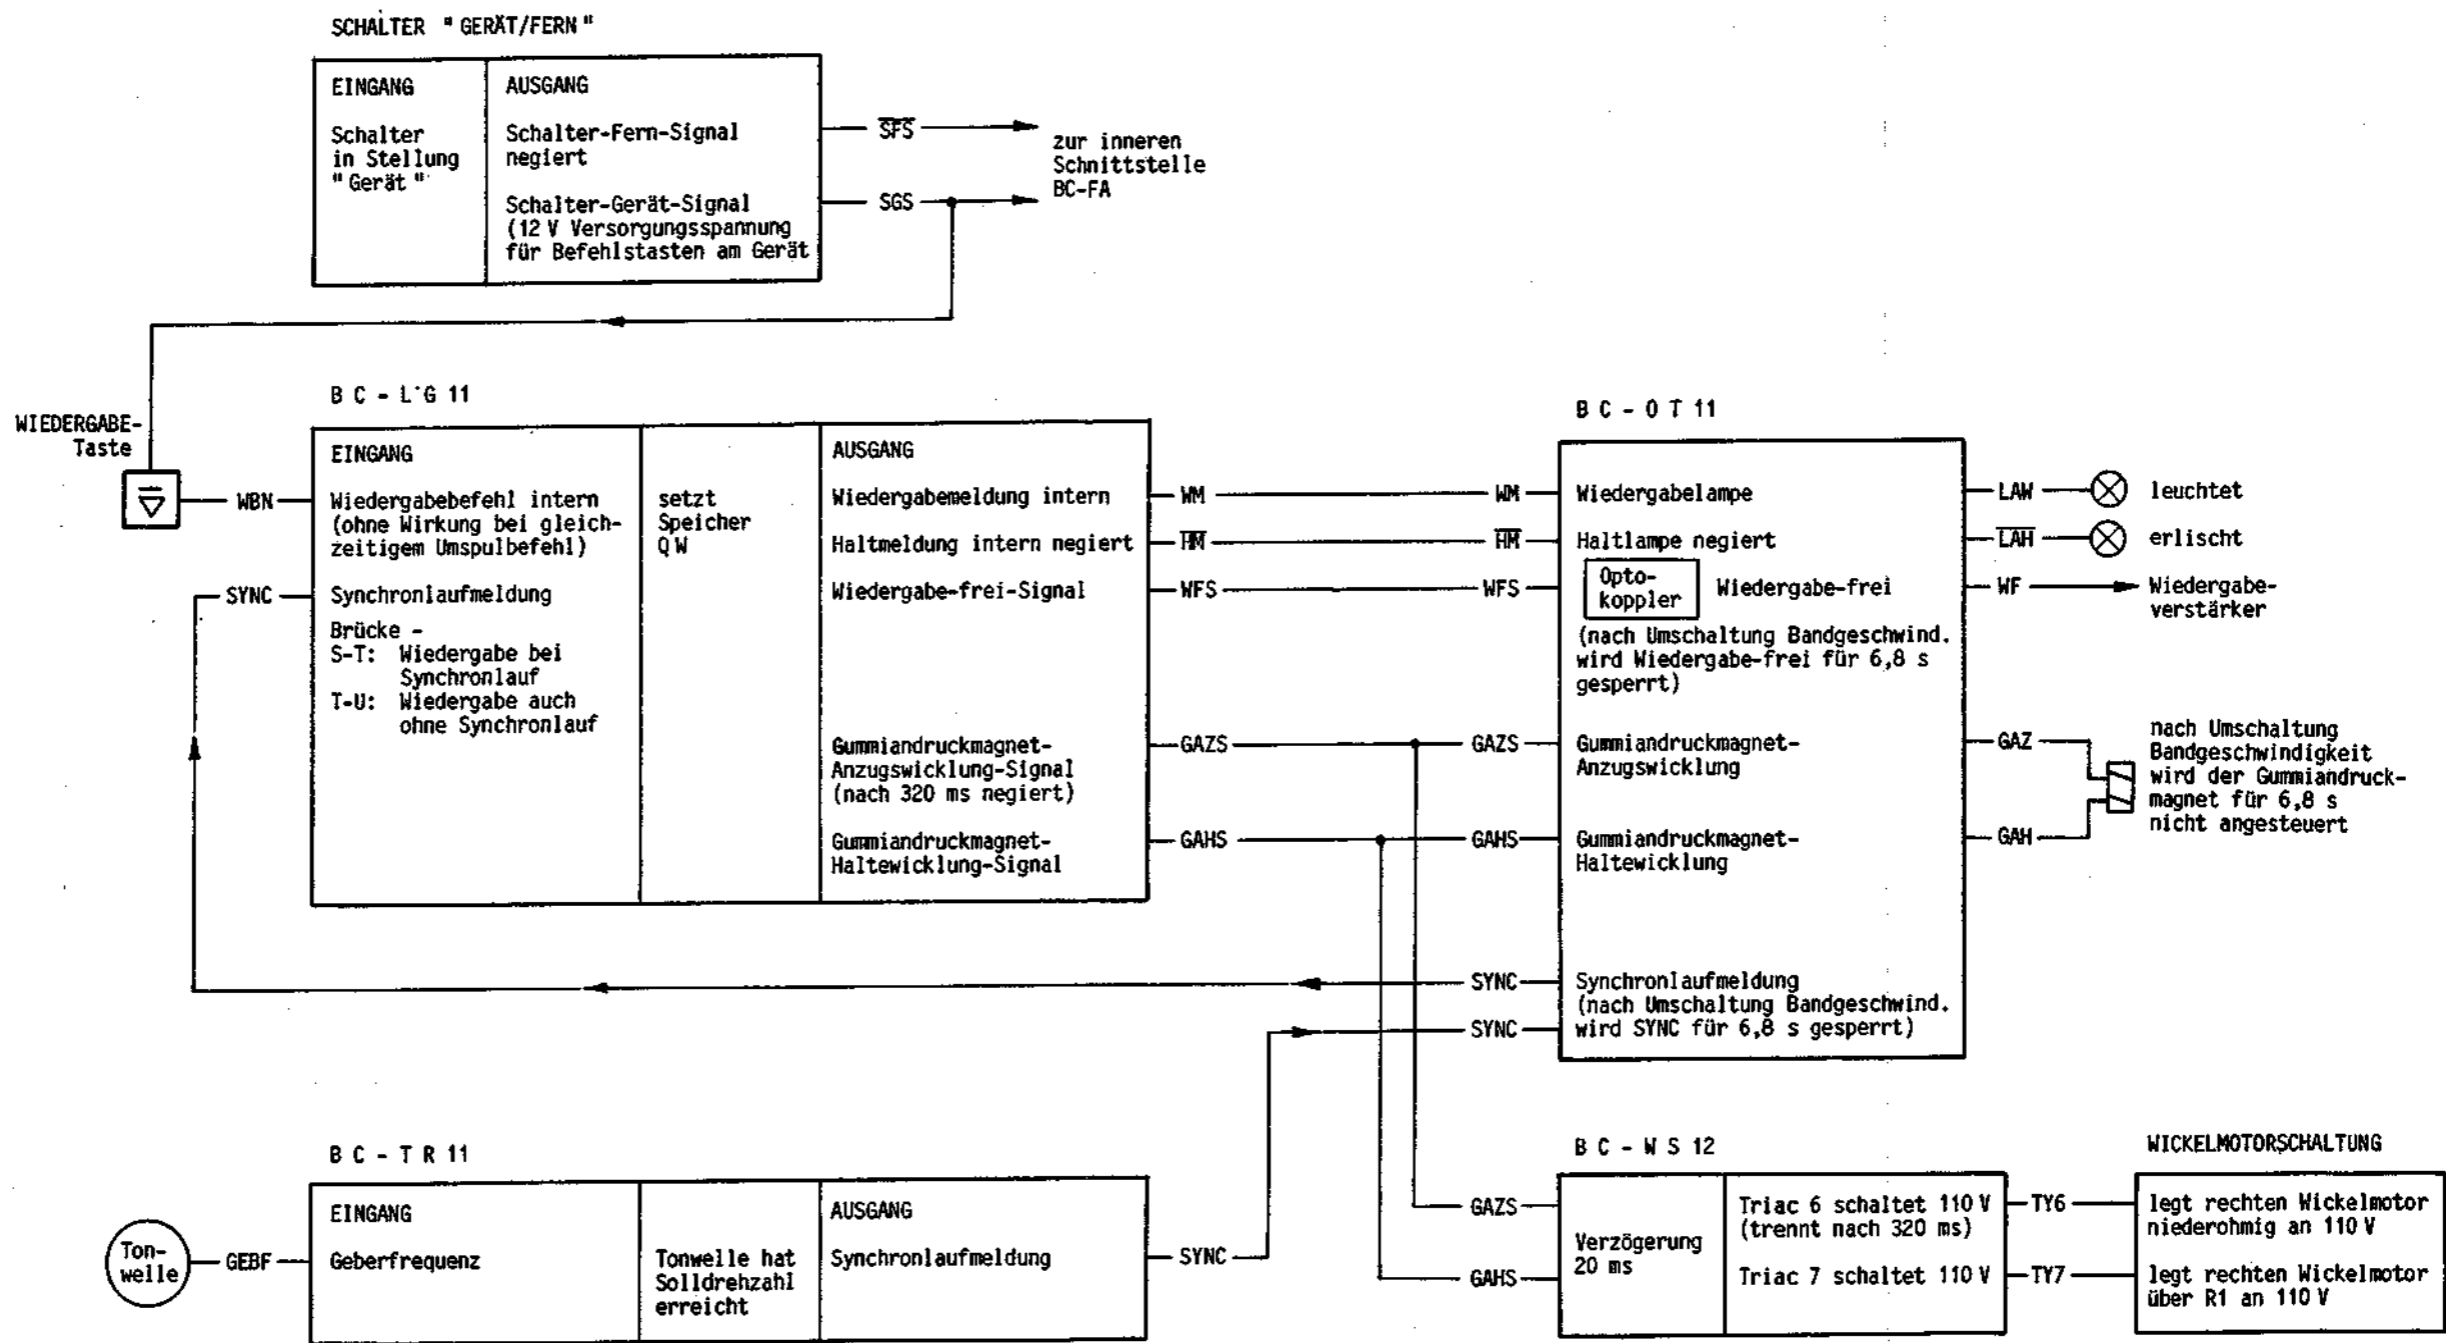 SCHALTER "GERÄT/FERN"
EINGANG
Schalter
in Stellung
"Gerät"
AUSGANG
Schalter-Fern-Signal
negiert
Schalter-Gerät-Signal
(12 V Versorgungsspannung
für Befehlstasten am Gerät
S̅F̅S̅
SGS
zur inneren
Schnittstelle
BC-FA
WIEDERGABE-
Taste
WBN
SYNC
BC - LG 11
EINGANG
Wiedergabebefehl intern
(ohne Wirkung bei gleich-
zeitigem Umspulbefehl)
Synchronlaufmeldung
Brücke -
S-T: Wiedergabe bei
Synchronlauf
T-U: Wiedergabe auch
ohne Synchronlauf
setzt
Speicher
QW
AUSGANG
Wiedergabemeldung intern
Haltmeldung intern negiert
Wiedergabe-frei-Signal
Gummiandruckmagnet-
Anzugswicklung-Signal
(nach 320 ms negiert)
Gummiandruckmagnet-
Haltewicklung-Signal
WM
H̅M̅
WFS
GAZS
GAHS
WM
H̅M̅
WFS
GAZS
GAHS
SYNC
SYNC
BC - OT 11
Wiedergabelampe
Haltlampe negiert
Opto-
koppler
Wiedergabe-frei
(nach Umschaltung Bandgeschwind.
wird Wiedergabe-frei für 6,8 s
gesperrt)
Gummiandruckmagnet-
Anzugswicklung
Gummiandruckmagnet-
Haltewicklung
Synchronlaufmeldung
(nach Umschaltung Bandgeschwind.
wird SYNC für 6,8 s gesperrt)
LAW
leuchtet
L̅A̅H̅
erlischt
WF
Wiedergabe-
verstärker
GAZ
GAH
nach Umschaltung
Bandgeschwindigkeit
wird der Gummiandruck-
magnet für 6,8 s
nicht angesteuert
Ton-
welle
GEBF
BC - TR 11
EINGANG
Geberfrequenz
Tonwelle hat
Solldrehzahl
erreicht
AUSGANG
Synchronlaufmeldung
SYNC
GAZS
GAHS
BC - WS 12
Verzögerung
20 ms
Triac 6 schaltet 110 V
(trennt nach 320 ms)
Triac 7 schaltet 110 V
TY6
TY7
WICKELMOTORSCHALTUNG
legt rechten Wickelmotor
niederohmig an 110 V
legt rechten Wickelmotor
über R1 an 110 V